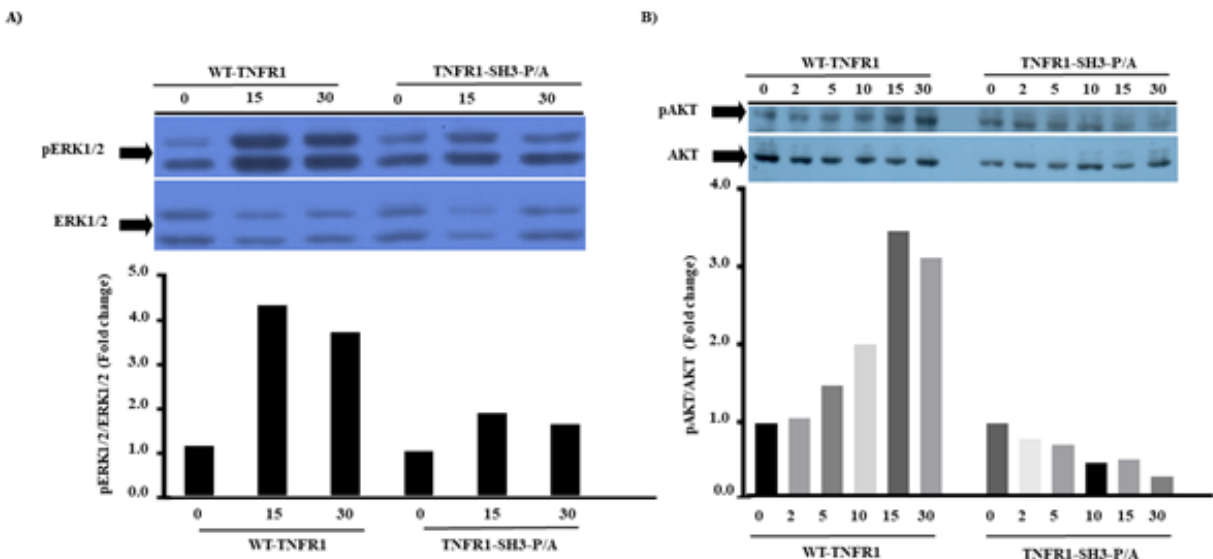 A)
WT-TNFR1
TNFR1-SH3-P/A
0 15 30 0 15 30
pERK1/2
ERK1/2
pERK1/2/ERK1/2 (Fold change)
5.0
4.0
3.0
2.0
1.0
0.0
0 15 30 0 15 30
WT-TNFR1
TNFR1-SH3-P/A
B)
WT-TNFR1
TNFR1-SH3-P/A
0 2 5 10 15 30 0 2 5 10 15 30
pAKT
AKT
pAKT/AKT (Fold change)
4.0
3.0
2.0
1.0
0.0
0 2 5 10 15 30 0 2 5 10 15 30
WT-TNFR1
TNFR1-SH3-P/A